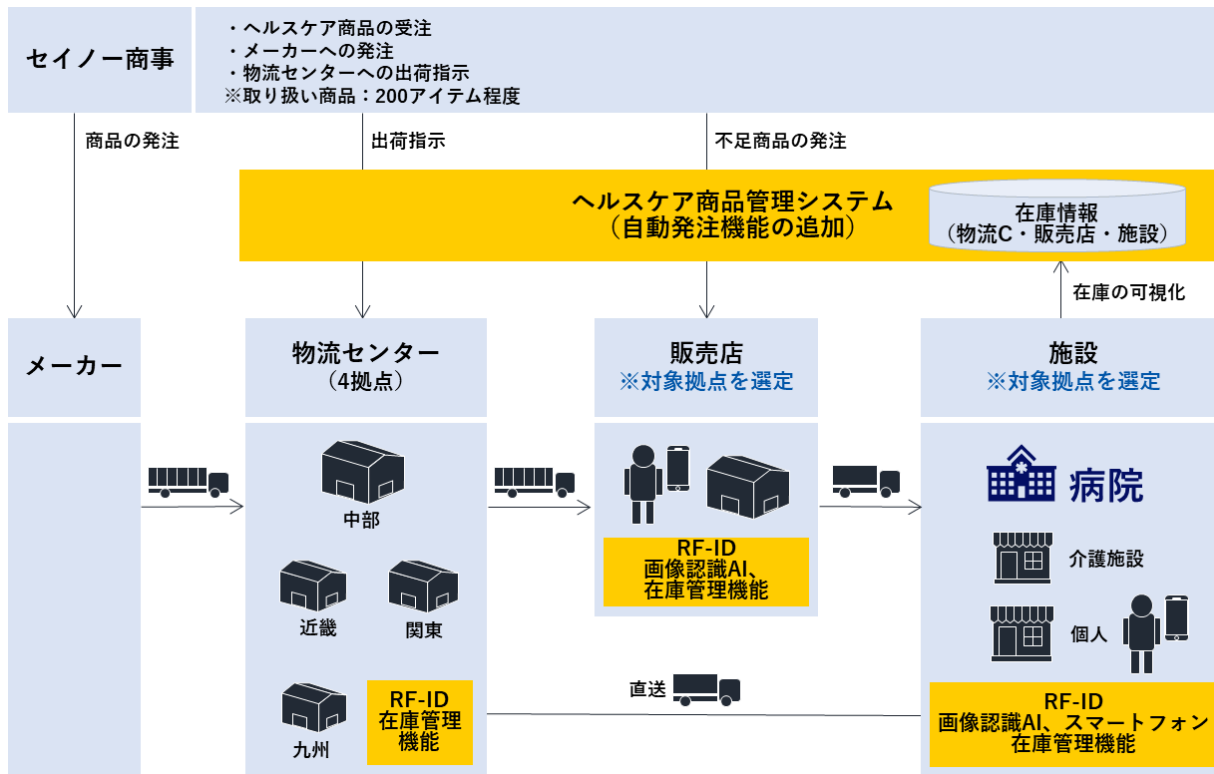 セイノー商事
・ヘルスケア商品の受注
・メーカーへの発注
・物流センターへの出荷指示
※取り扱い商品：200アイテム程度
商品の発注
出荷指示
不足商品の発注
ヘルスケア商品管理システム
（自動発注機能の追加）
在庫情報
（物流C・販売店・施設）
在庫の可視化
メーカー
物流センター
（4拠点）
販売店
※対象拠点を選定
施設
※対象拠点を選定
中部
近畿
関東
九州
RF-ID
在庫管理
機能
RF-ID
画像認識AI、
在庫管理機能
病院
介護施設
個人
直送
RF-ID
画像認識AI、スマートフォン
在庫管理機能